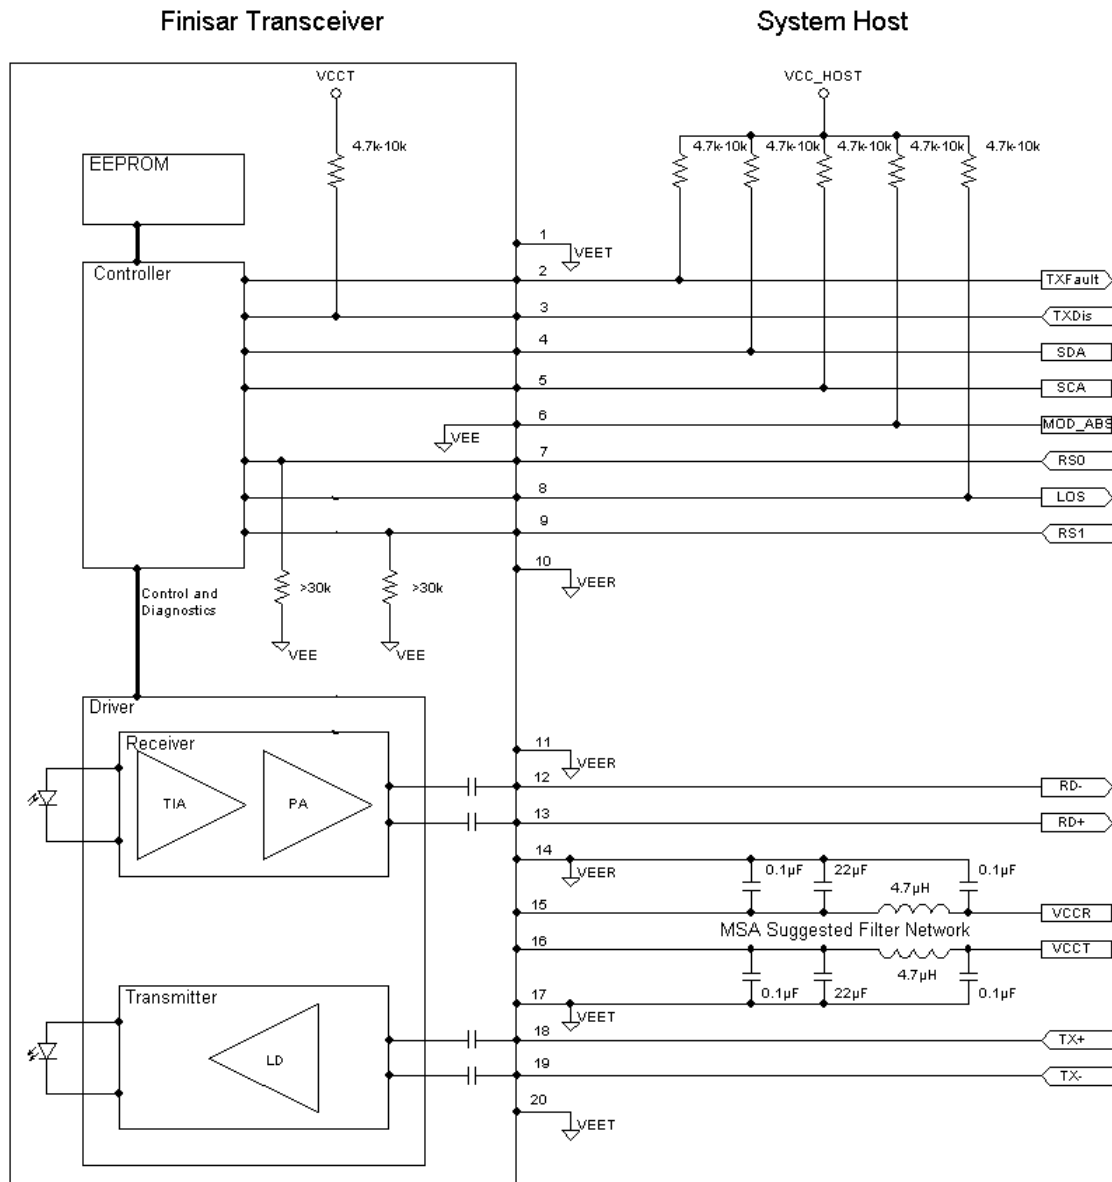 Finisar Transceiver
System Host
VCCT
VCC_HOST
4.7k-10k
4.7k-10k
4.7k-10k
4.7k-10k
4.7k-10k
4.7k-10k
EEPROM
Controller
1
VEET
2
TXFault
3
TXDis
4
SDA
5
SCA
6
VEE
MOD_ABS
7
RS0
8
LOS
9
RS1
10
VEER
Control and
Diagnostics
>30k
>30k
VEE
VEE
Driver
Receiver
TIA
PA
11
VEER
12
RD-
13
RD+
14
VEER
0.1µF
22µF
4.7µH
0.1µF
15
VCCR
MSA Suggested Filter Network
16
VCCT
4.7µH
17
VEET
0.1µF
22µF
0.1µF
Transmitter
LD
18
TX+
19
TX-
20
VEET